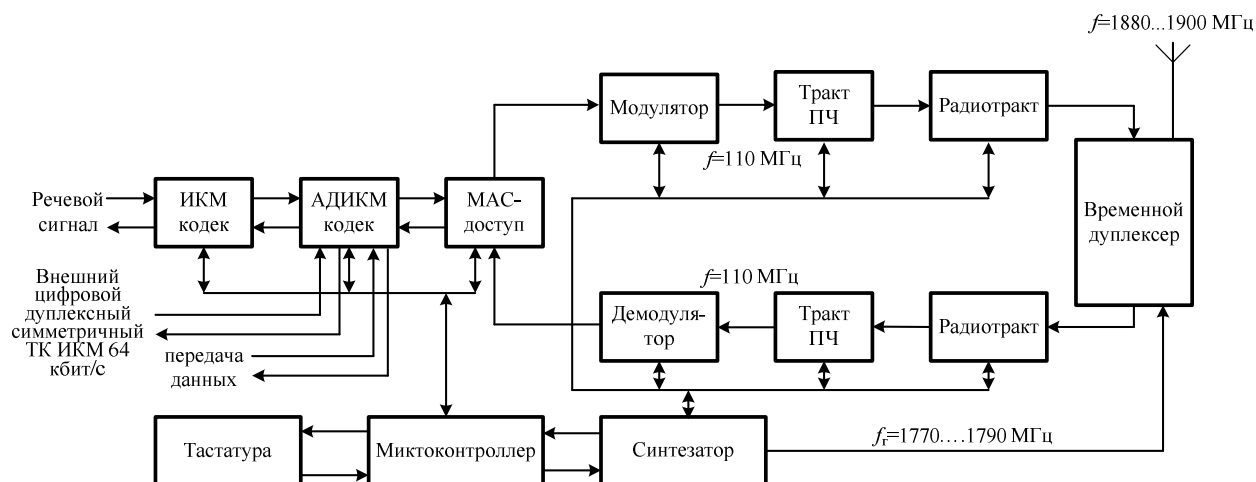 f=1880...1900 МГц
Модулятор
Тракт
ПЧ
Радиотракт
f=110 МГц
Речевой
сигнал
ИКМ
кодек
АДИКМ
кодек
МАС-
доступ
Временной
дуплексер
Внешний
цифровой
дуплексный
симметричный
ТК ИКМ 64
кбит/с
передача
данных
f=110 МГц
Демодуля-
тор
Тракт
ПЧ
Радиотракт
Тастатура
Миктоконтроллер
Синтезатор
fг=1770….1790 МГц